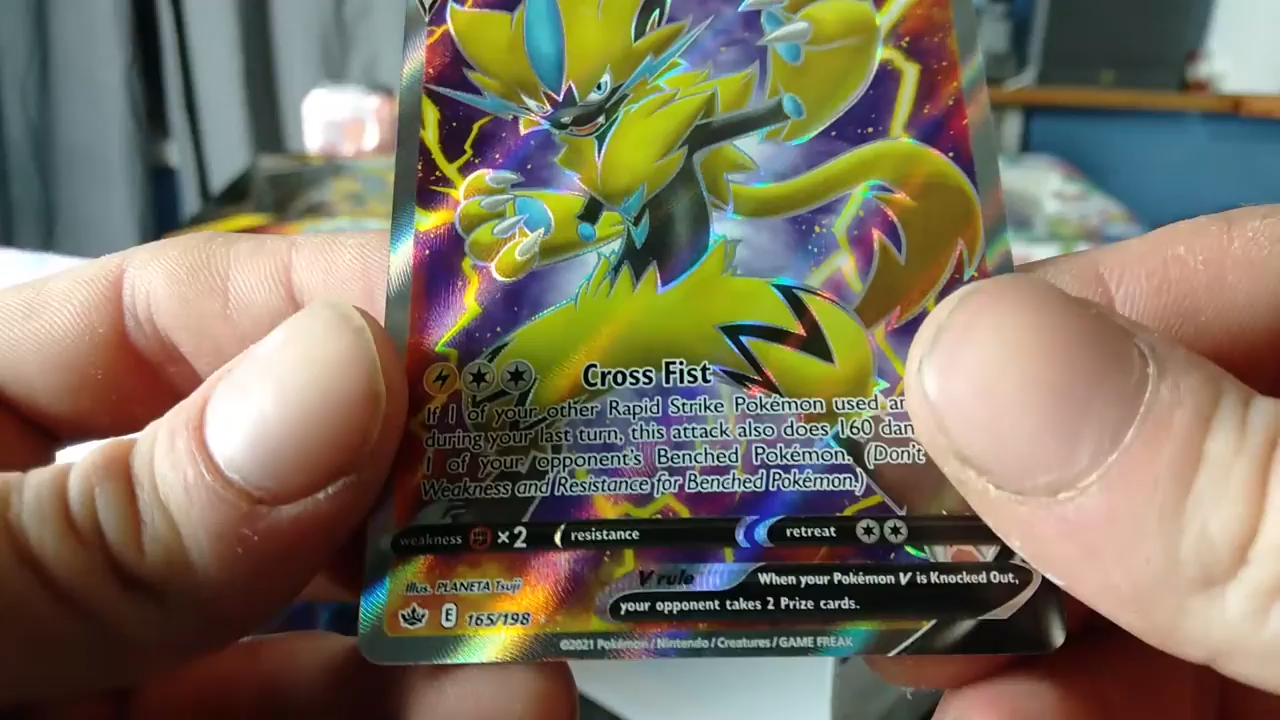 Cross Fist
If 1 of your other Rapid Strike Pokémon used
during your last turn, this attack also does 160
1 of your opponent's Benched Pokémon. (Don't
Weakness and Resistance for Benched Pokémon.)
weakness ×2 resistance retreat
V rule When your Pokémon V is Knocked Out,
your opponent takes 2 Prize cards.
Illus. PLANETA Tsuji
E 165/198
©2021 Pokémon / Nintendo / Creatures / GAME FREAK